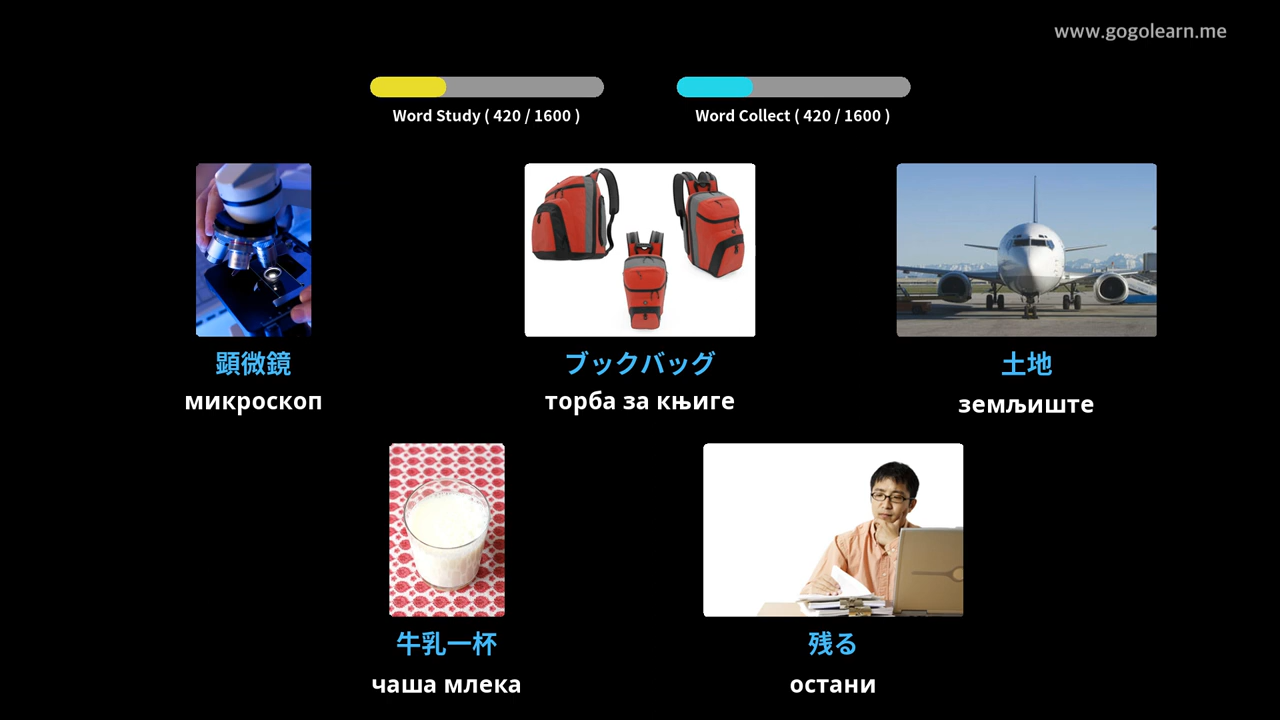 www.gogolearn.me
Word Study ( 420 / 1600 )
Word Collect ( 420 / 1600 )
顕微鏡
микроскоп
ブックバッグ
торба за књиге
土地
земљиште
牛乳一杯
чаша млека
残る
остани